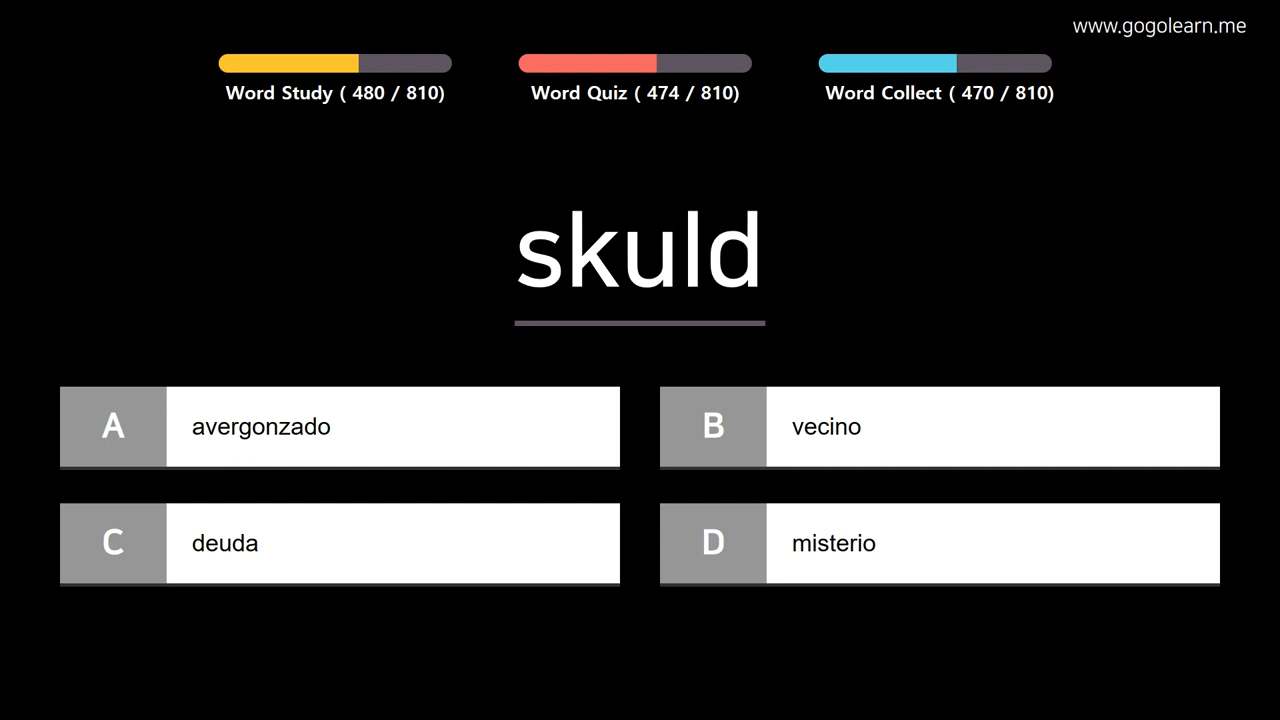 www.gogolearn.me
Word Study ( 480 / 810)
Word Quiz ( 474 / 810)
Word Collect ( 470 / 810)
skuld
A avergonzado
B vecino
C deuda
D misterio